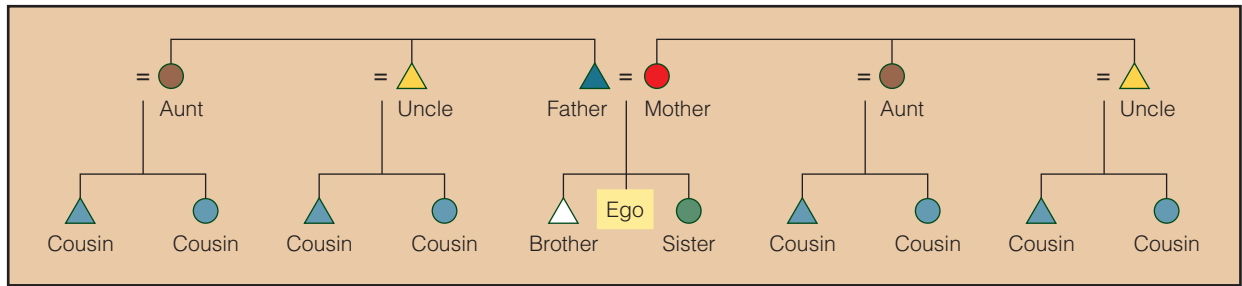 = Aunt = Uncle Father = Mother = Aunt = Uncle
Ego
Cousin Cousin Cousin Cousin Brother Sister Cousin Cousin Cousin Cousin